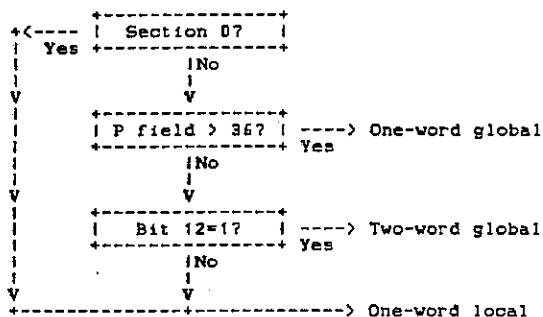 Section 0?
Yes
No
P field > 36?
One-word global
Yes
No
Bit 12=1?
Two-word global
Yes
No
One-word local